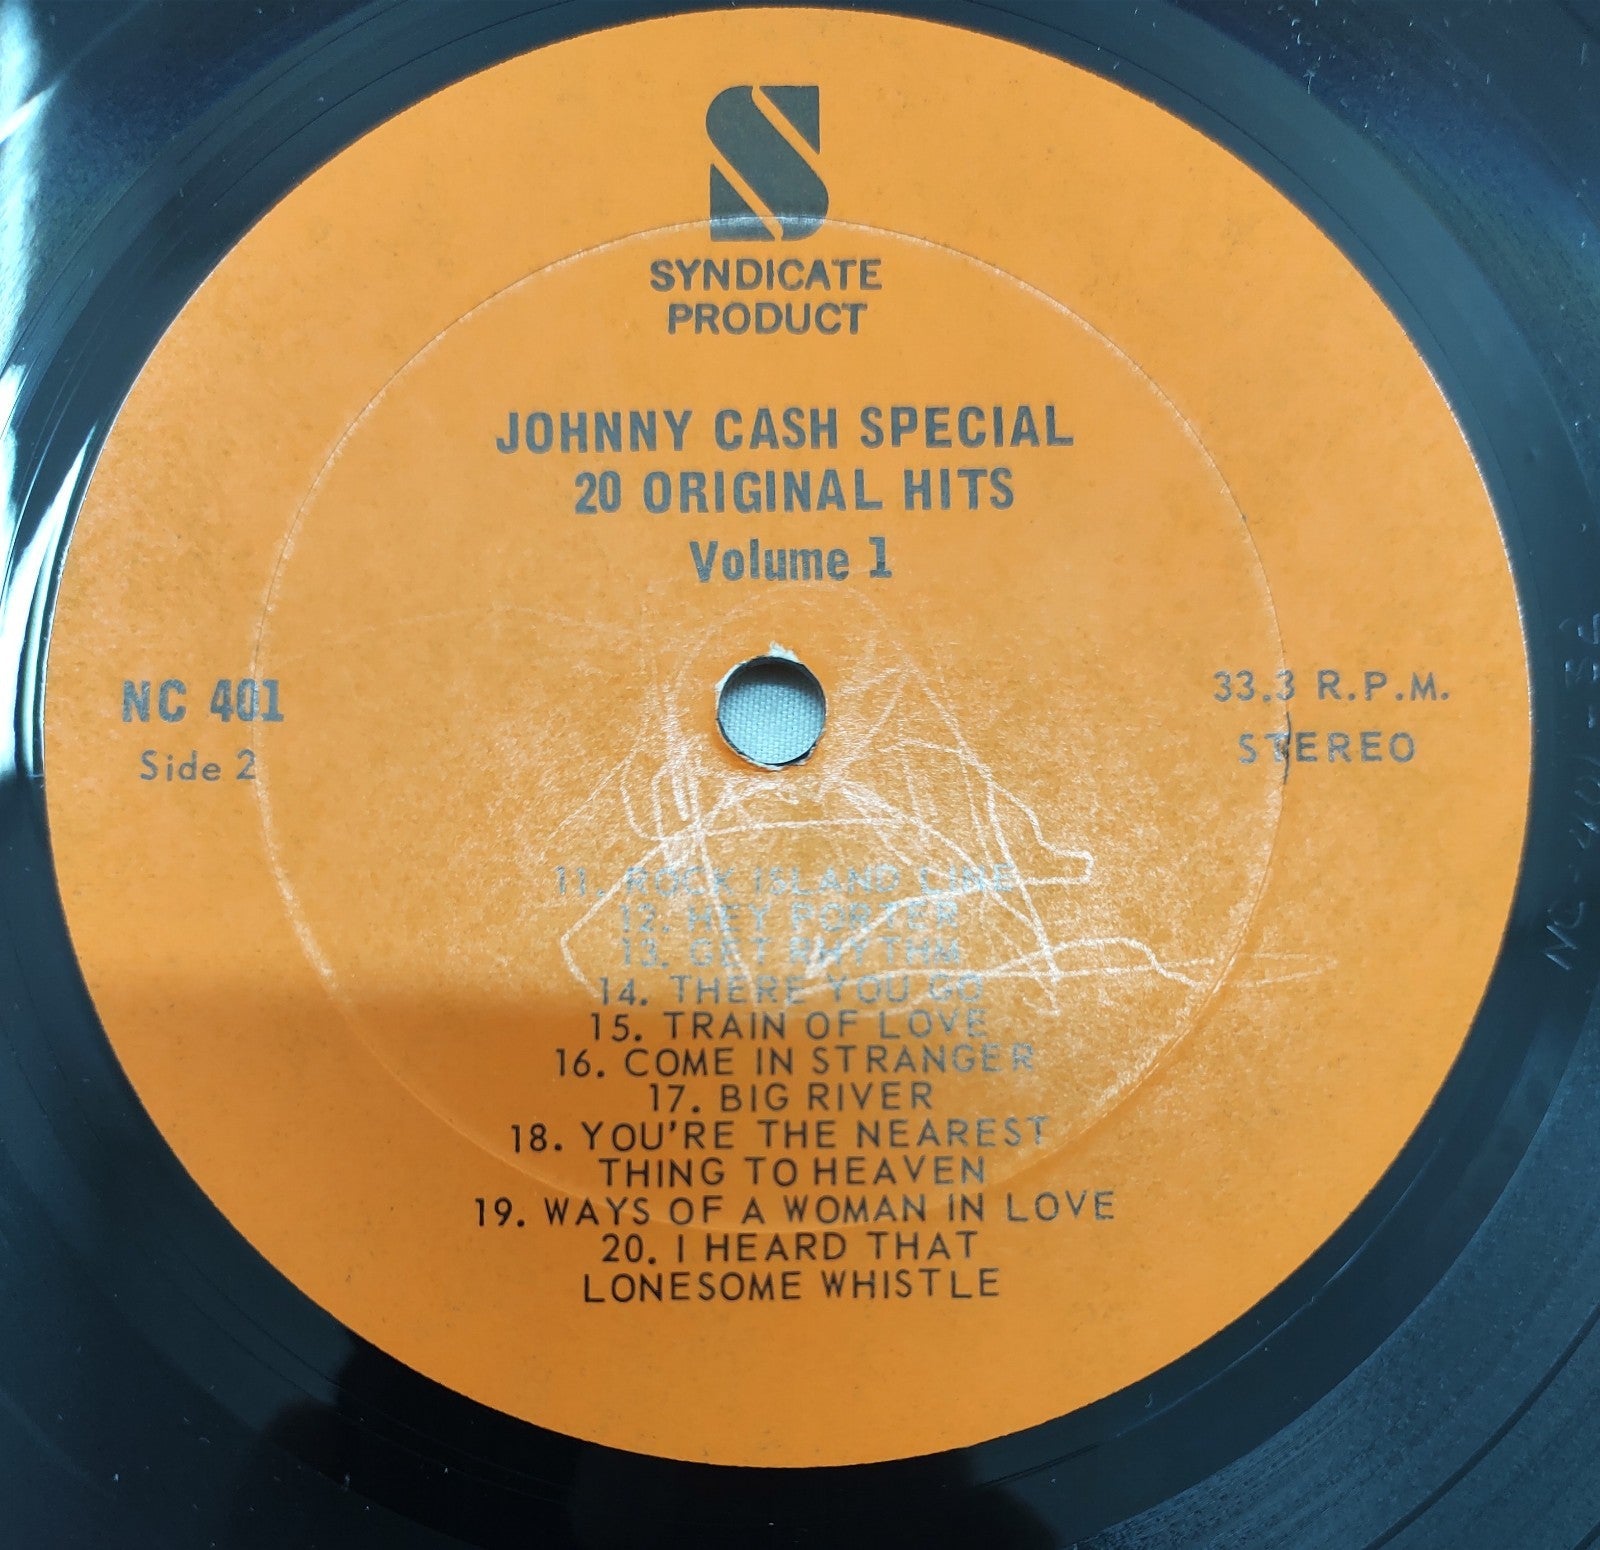 S
SYNDICATE
PRODUCT
JOHNNY CASH SPECIAL
20 ORIGINAL HITS
Volume 1
NC 401
Side 2
33.3 R.P.M.
STEREO
11. ROCK ISLAND LINE
12. HEY PORTER
13. GET RHYTHM
14. THERE YOU GO
15. TRAIN OF LOVE
16. COME IN STRANGER
17. BIG RIVER
18. YOU'RE THE NEAREST
THING TO HEAVEN
19. WAYS OF A WOMAN IN LOVE
20. I HEARD THAT
LONESOME WHISTLE